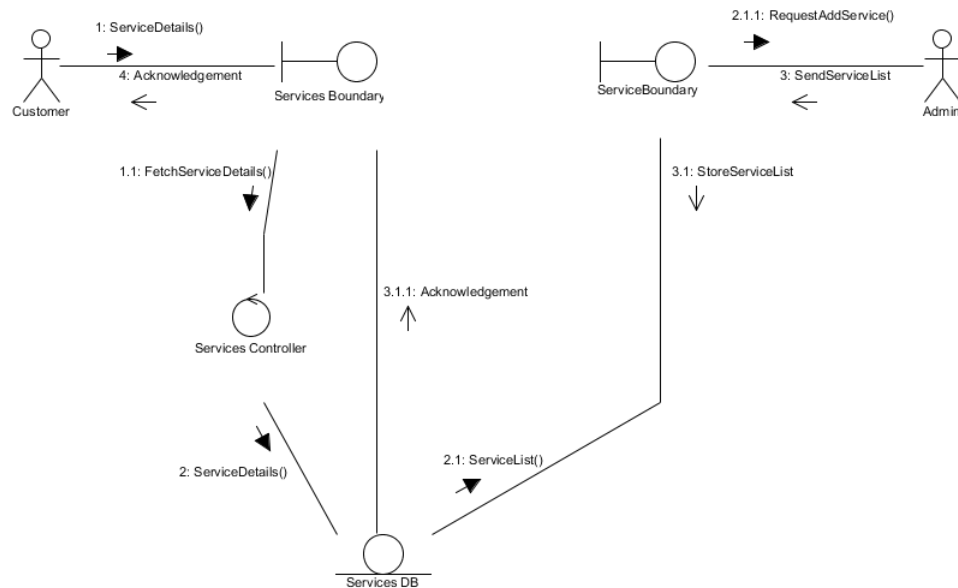 1: ServiceDetails()
2.1.1: RequestAddService()
4: Acknowledgement
3: SendServiceList
Customer
Services Boundary
ServiceBoundary
Admin
1.1: FetchServiceDetails()
3.1: StoreServiceList
3.1.1: Acknowledgement
Services Controller
2: ServiceDetails()
2.1: ServiceList()
Services DB